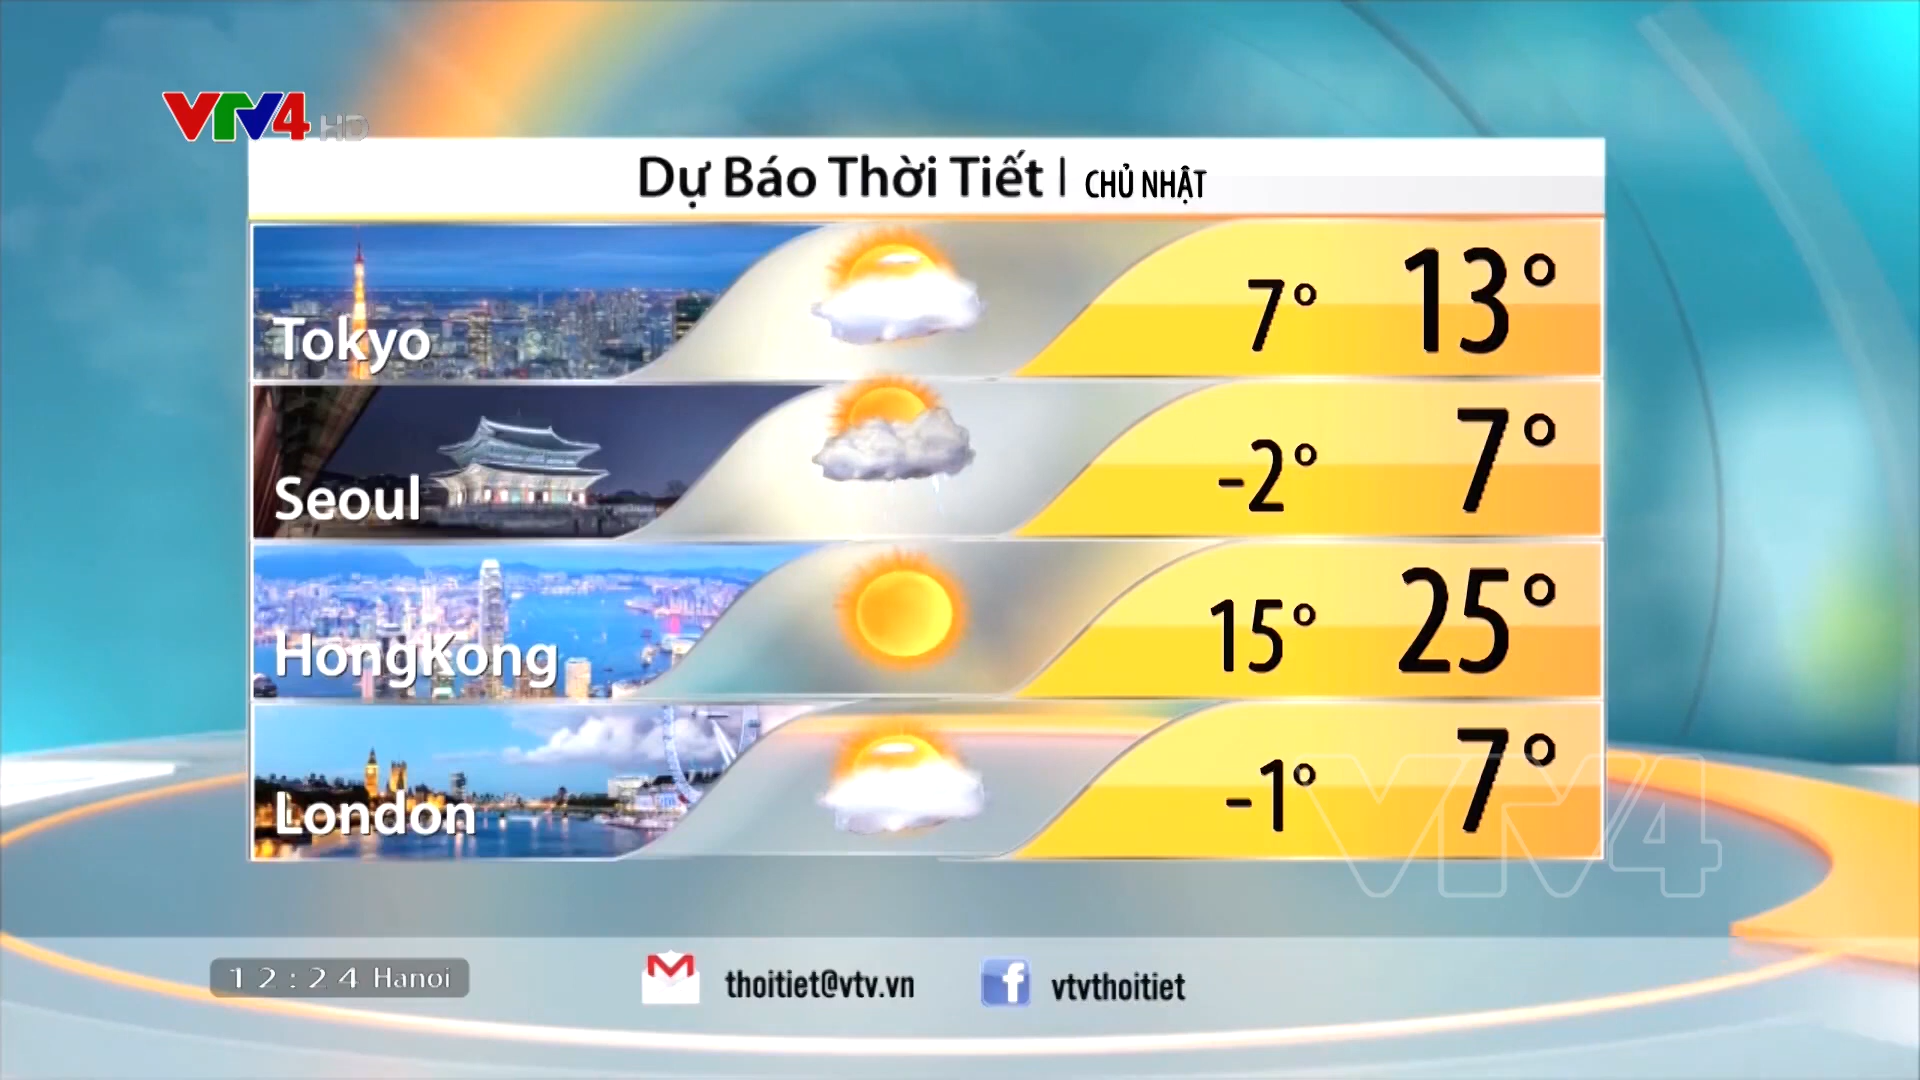 VTV4 HD
Dự Báo Thời Tiết | CHỦ NHẬT
Tokyo 7° 13°
Seoul -2° 7°
HongKong 15° 25°
London -1° 7°
VTV4
12:24 Hanoi thoitiet@vtv.vn f vtvthoitiet